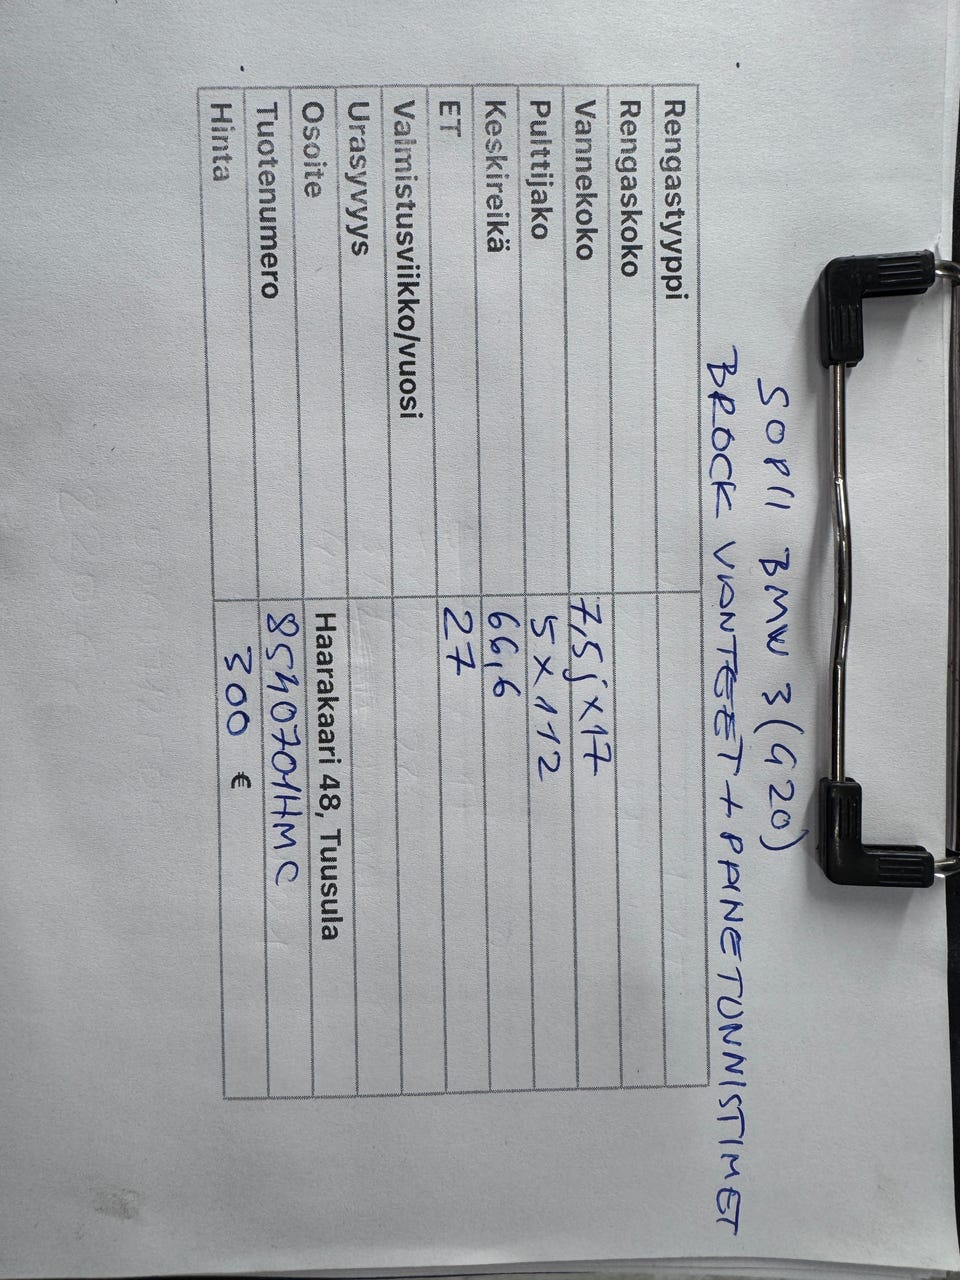 SOPII BMW 3 (G20)
BROCK VANTEET + PAINETUNNISTIMET
Rengastyyppi
Rengaskoko
Vannekoko 7,5j x 17
Pulttijako 5 x 112
Keskireikä 66,6
ET 27
Valmistusviikko/vuosi
Urasyvyys
Osoite Haarakaari 48, Tuusula
Tuotenumero 8540701HMC
Hinta 300 €